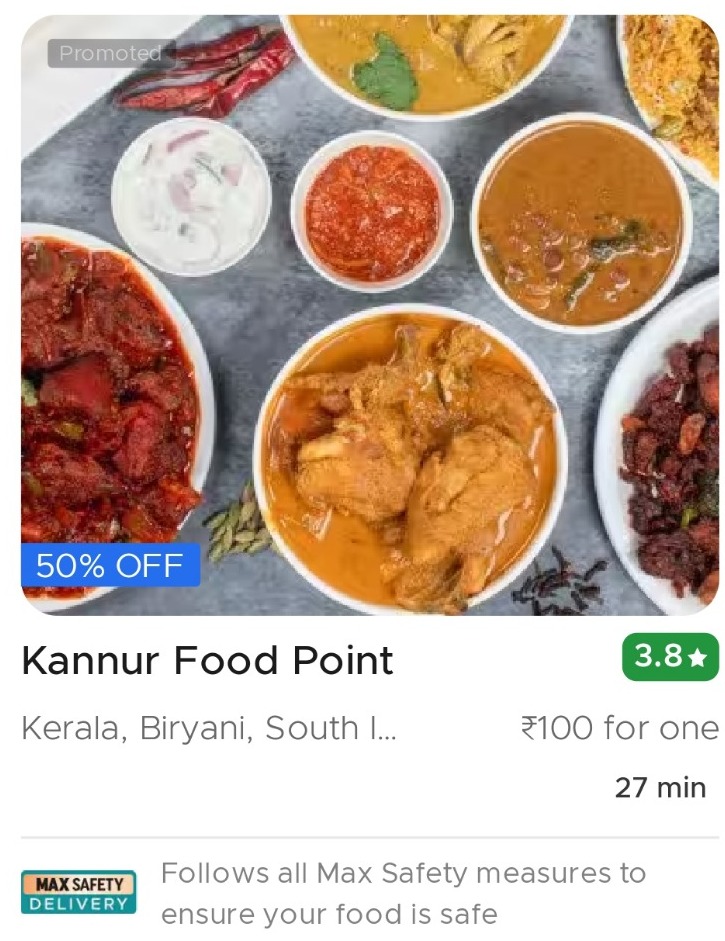 Promoted
50% OFF
Kannur Food Point
3.8★
Kerala, Biryani, South I...
₹100 for one
27 min
MAX SAFETY
DELIVERY
Follows all Max Safety measures to
ensure your food is safe